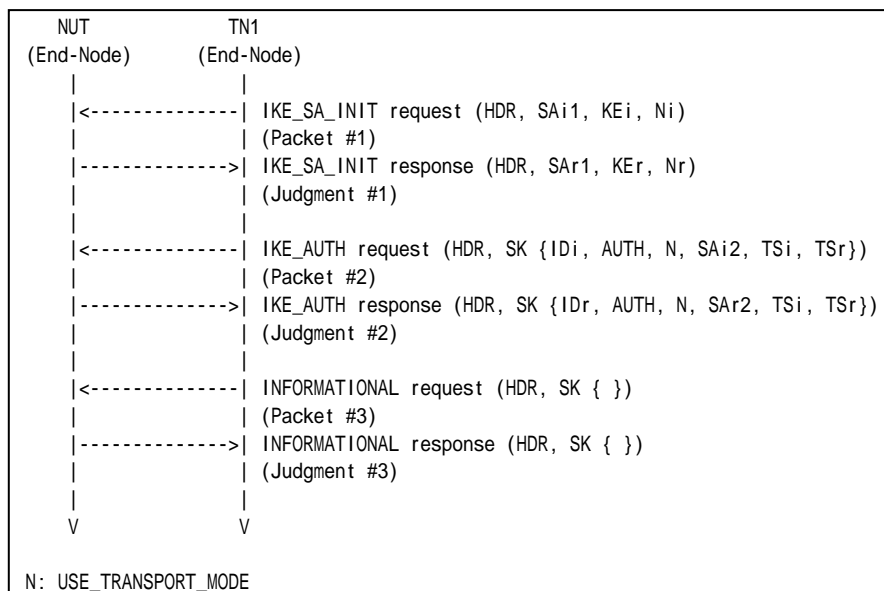 NUT TN1
(End-Node) (End-Node)
| |
|<--------------| IKE_SA_INIT request (HDR, SAi1, KEi, Ni)
| | (Packet #1)
|-------------->| IKE_SA_INIT response (HDR, SAr1, KEr, Nr)
| | (Judgment #1)
| |
|<--------------| IKE_AUTH request (HDR, SK {IDi, AUTH, N, SAi2, TSi, TSr})
| | (Packet #2)
|-------------->| IKE_AUTH response (HDR, SK {IDr, AUTH, N, SAr2, TSi, TSr})
| | (Judgment #2)
| |
|<--------------| INFORMATIONAL request (HDR, SK { })
| | (Packet #3)
|-------------->| INFORMATIONAL response (HDR, SK { })
| | (Judgment #3)
| |
V V
N: USE_TRANSPORT_MODE